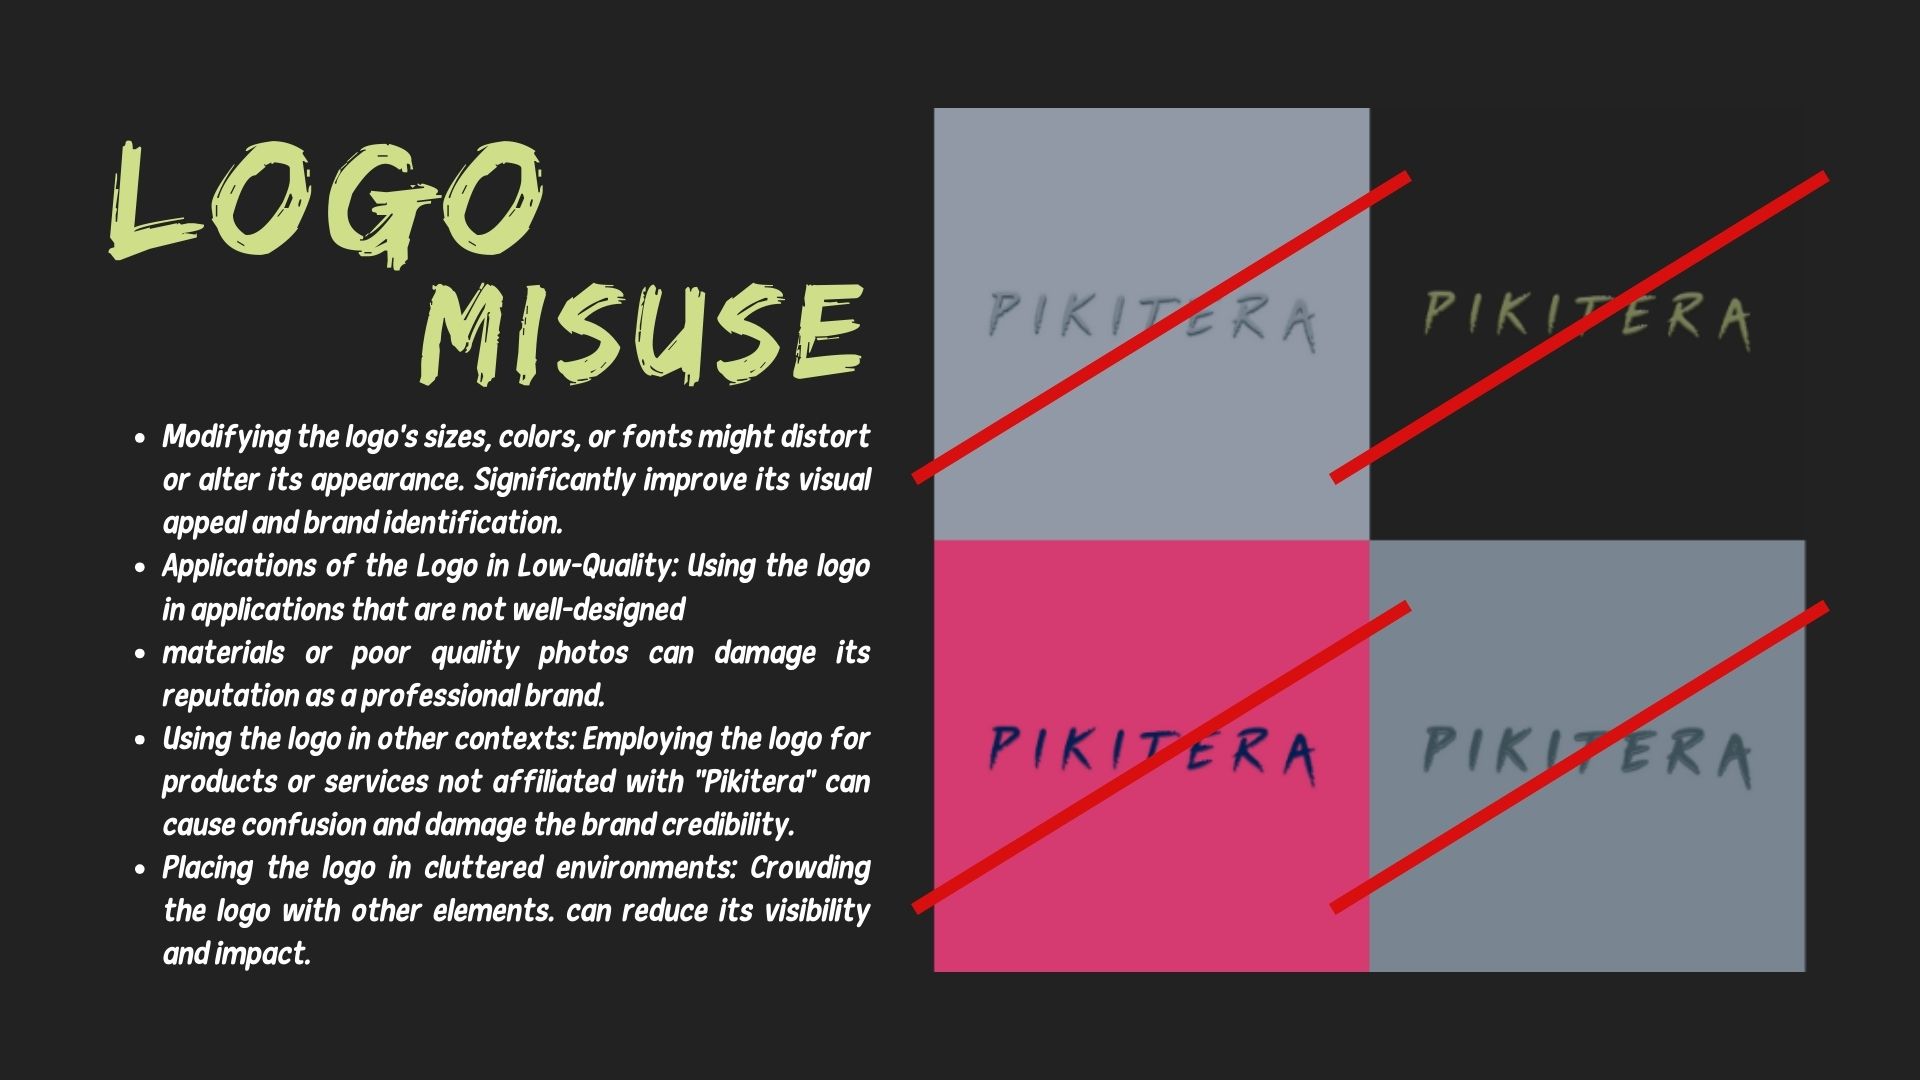 LOGO
MISUSE
• Modifying the logo's sizes, colors, or fonts might distort
or alter its appearance. Significantly improve its visual
appeal and brand identification.
• Applications of the Logo in Low-Quality: Using the logo
in applications that are not well-designed
• materials or poor quality photos can damage its
reputation as a professional brand.
• Using the logo in other contexts: Employing the logo for
products or services not affiliated with "Pikitera" can
cause confusion and damage the brand credibility.
• Placing the logo in cluttered environments: Crowding
the logo with other elements. can reduce its visibility
and impact.
PIKITERA
PIKITERA
PIKITERA
PIKITERA